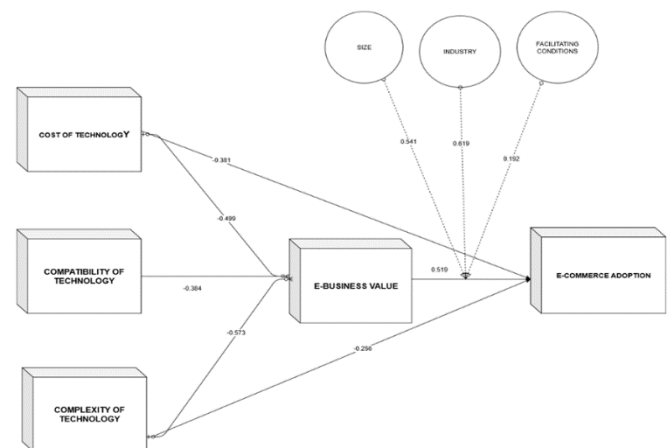 SIZE
INDUSTRY
FACILITATING
CONDITIONS
COST OF TECHNOLOGY
0.541
0.619
0.152
-0.381
-0.499
COMPATIBILITY OF
TECHNOLOGY
-0.384
E-BUSINESS VALUE
0.510
E-COMMERCE ADOPTION
-0.573
-0.256
COMPLEXITY OF
TECHNOLOGY